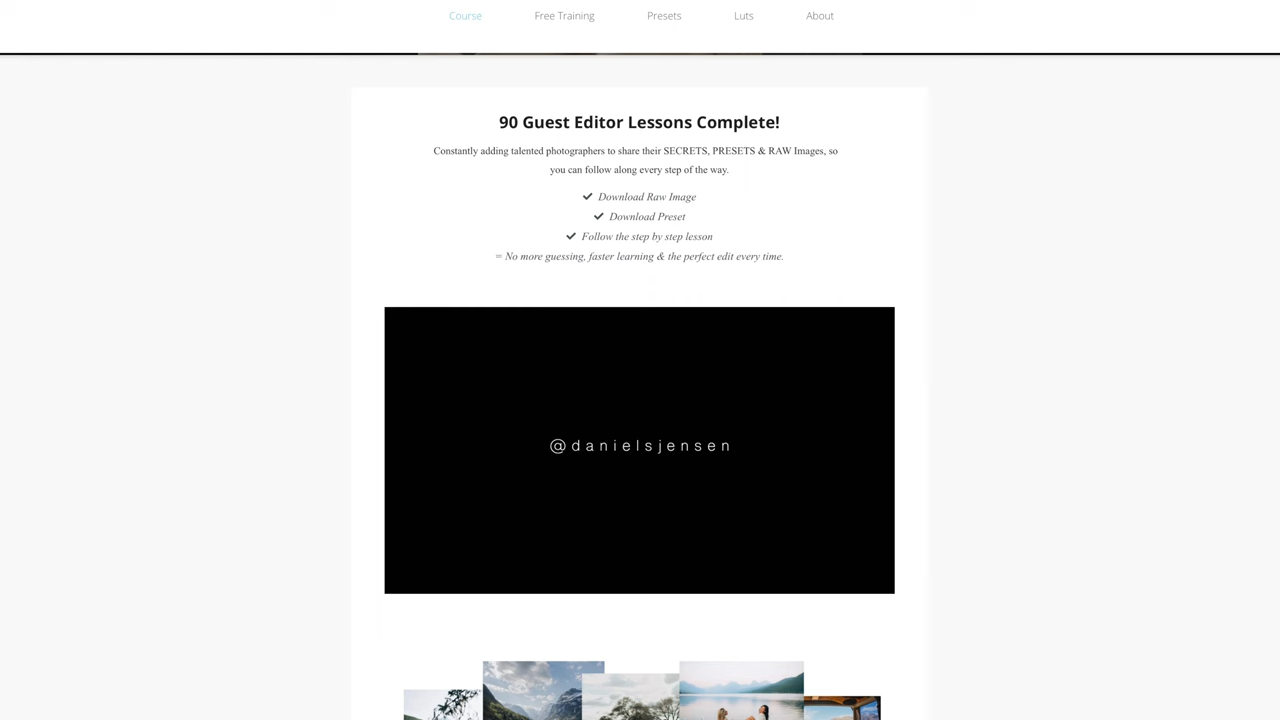 Course Free Training Presets Luts About
90 Guest Editor Lessons Complete!
Constantly adding talented photographers to share their SECRETS, PRESETS & RAW Images, so
you can follow along every step of the way.
Download Raw Image
Download Preset
Follow the step by step lesson
= No more guessing, faster learning & the perfect edit every time.
@danielsjensen